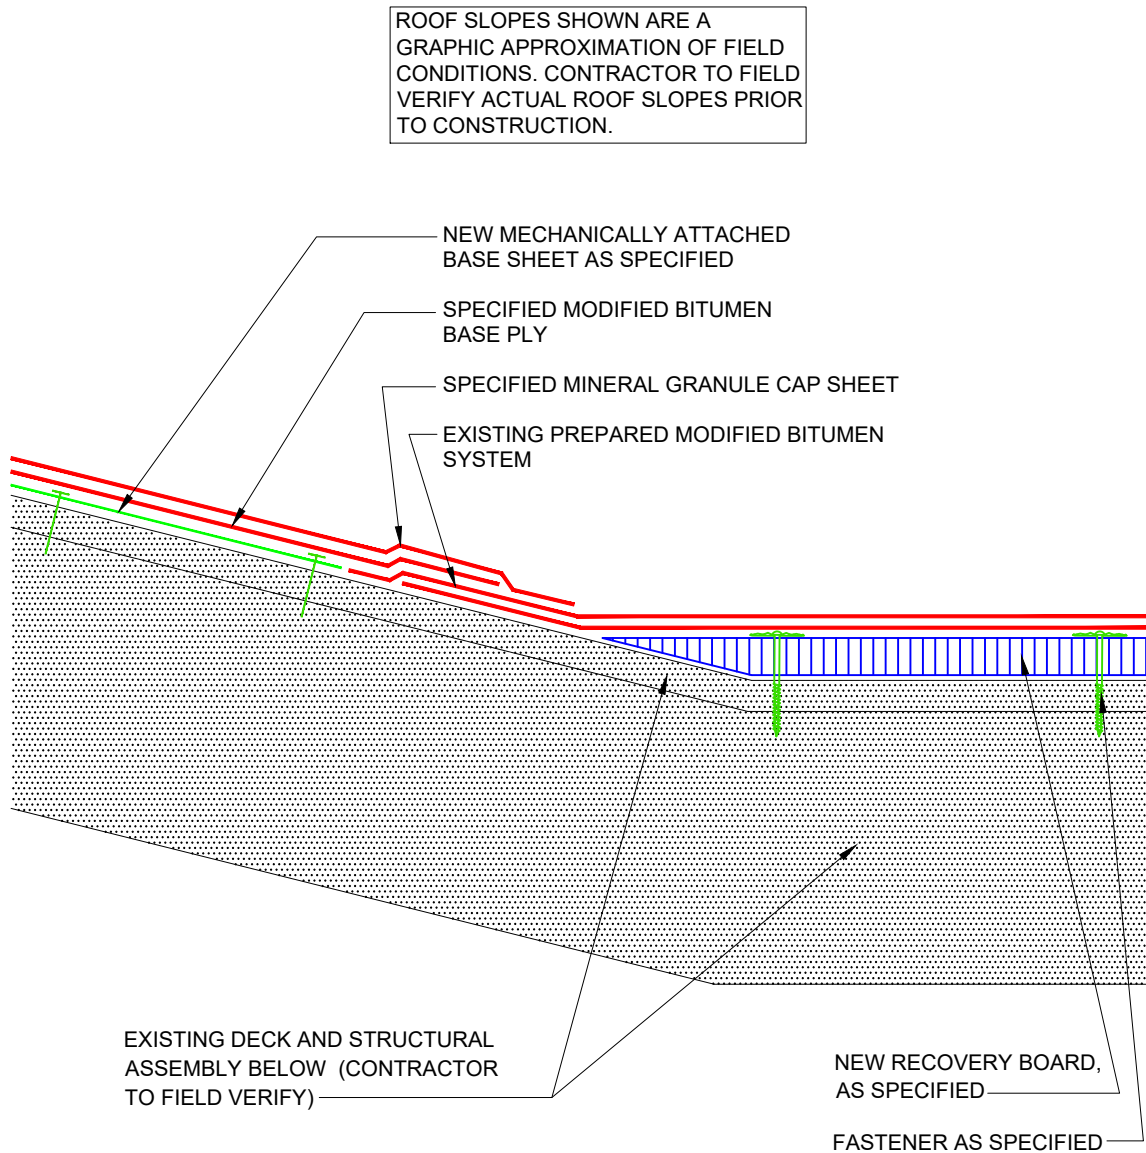 ROOF SLOPES SHOWN ARE A
GRAPHIC APPROXIMATION OF FIELD
CONDITIONS. CONTRACTOR TO FIELD
VERIFY ACTUAL ROOF SLOPES PRIOR
TO CONSTRUCTION.
NEW MECHANICALLY ATTACHED
BASE SHEET AS SPECIFIED
SPECIFIED MODIFIED BITUMEN
BASE PLY
SPECIFIED MINERAL GRANULE CAP SHEET
EXISTING PREPARED MODIFIED BITUMEN
SYSTEM
EXISTING DECK AND STRUCTURAL
ASSEMBLY BELOW (CONTRACTOR
TO FIELD VERIFY)
NEW RECOVERY BOARD,
AS SPECIFIED
FASTENER AS SPECIFIED